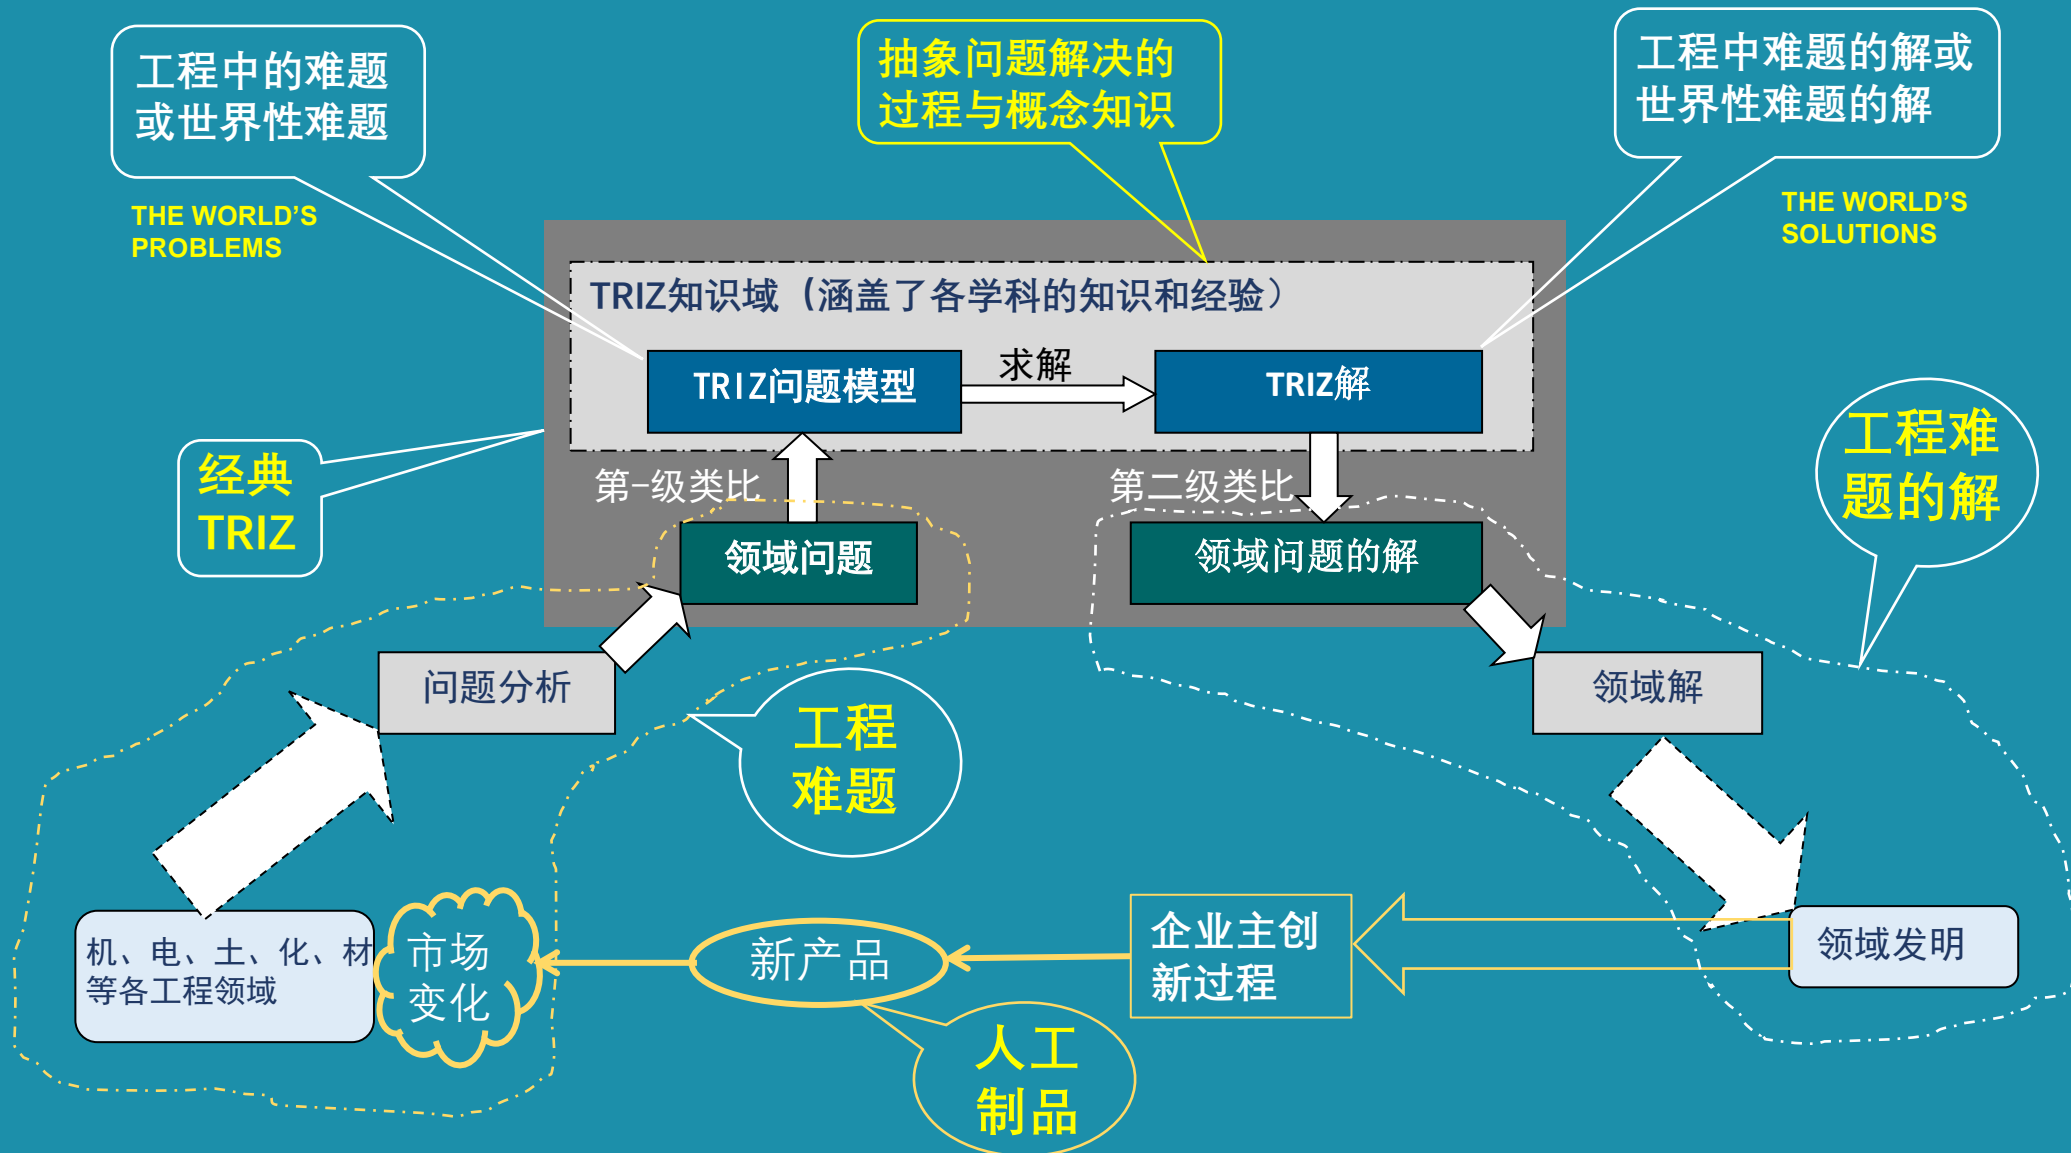 工程中的难题
或世界性难题
抽象问题解决的
过程与概念知识
工程中难题的解或
世界性难题的解
THE WORLD’S
PROBLEMS
THE WORLD’S
SOLUTIONS
TRIZ知识域（涵盖了各学科的知识和经验）
TRIZ问题模型
求解
TRIZ解
经典
TRIZ
第一级类比
第二级类比
工程难
题的解
领域问题
领域问题的解
问题分析
领域解
工程
难题
机、电、土、化、材
等各工程领域
市场
变化
新产品
企业主创
新过程
领域发明
人工
制品